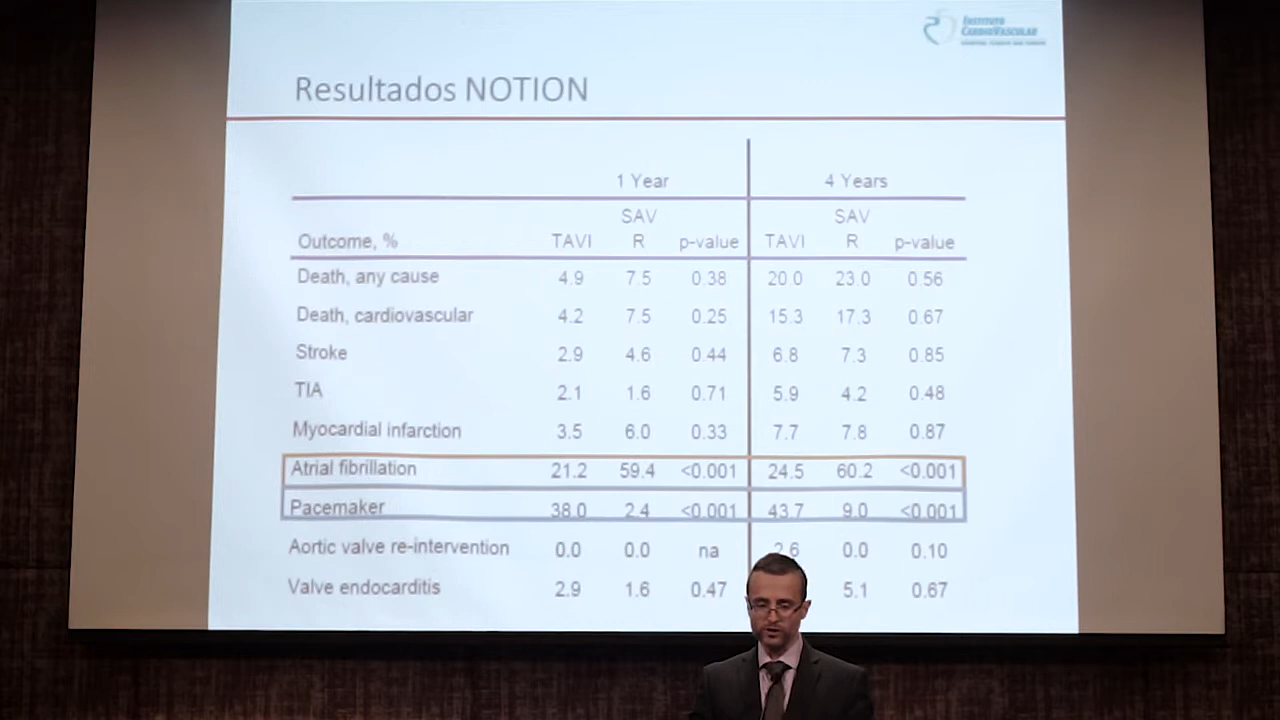 INSTITUTO
CARDIOVASCULAR
Resultados NOTION
1 Year 4 Years
SAV SAV
Outcome, % TAVI R p-value TAVI R p-value
Death, any cause 4.9 7.5 0.38 20.0 23.0 0.56
Death, cardiovascular 4.2 7.5 0.25 15.3 17.3 0.67
Stroke 2.9 4.6 0.44 6.8 7.3 0.85
TIA 2.1 1.6 0.71 5.9 4.2 0.48
Myocardial infarction 3.5 6.0 0.33 7.7 7.8 0.87
Atrial fibrillation 21.2 59.4 <0.001 24.5 60.2 <0.001
Pacemaker 38.0 2.4 <0.001 43.7 9.0 <0.001
Aortic valve re-intervention 0.0 0.0 na 2.6 0.0 0.10
Valve endocarditis 2.9 1.6 0.47 5.1 0.67